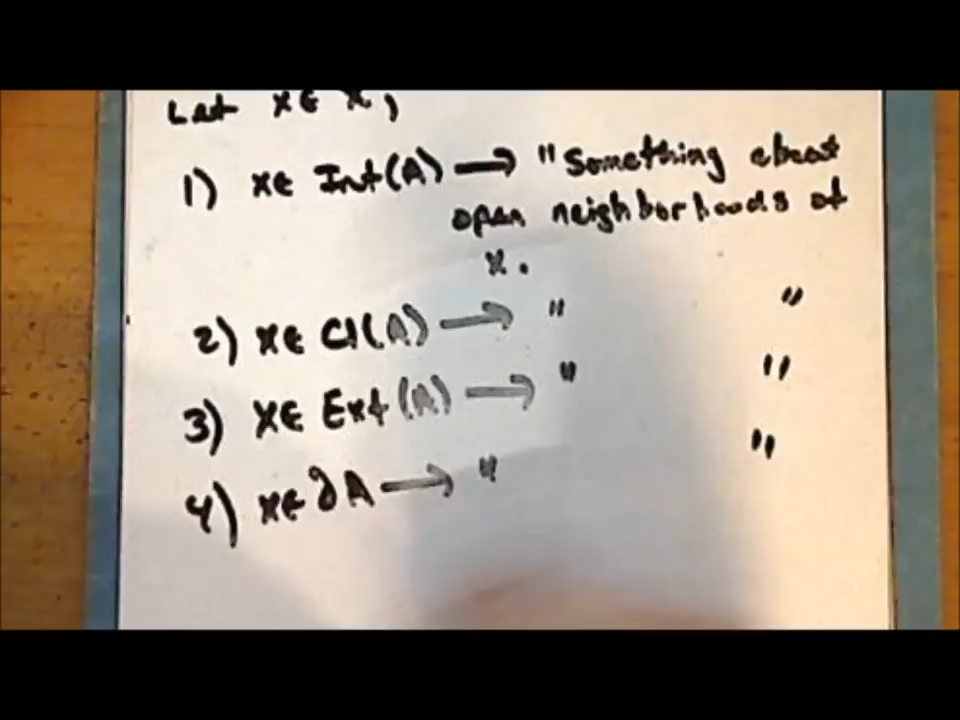 Let x ∈ X,
1) x ∈ Int(A) → "Something about
open neighborhoods of
x.
2) x ∈ Cl(A) → " "
3) x ∈ Ext(A) → " "
4) x ∈ ∂A → " "